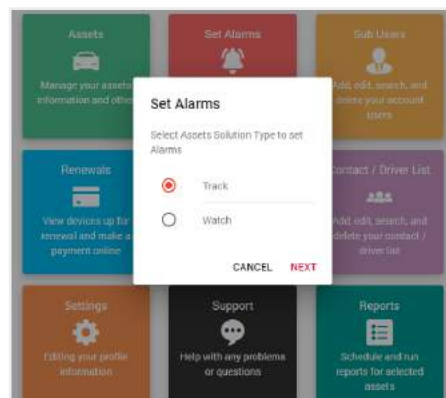 Assets
Set Alarms
Sub Users
Manage your assets
information and other
Add, edit, search, and
delete your account
users
Set Alarms
Select Assets Solution Type to set
Alarms
Track
Watch
CANCEL NEXT
Renewals
Contact / Driver List
View devices up for
renewal and make a
payment online
Add, edit, search, and
delete your contact /
driver list
Settings
Support
Reports
Editing your profile
information
Help with any problems
or questions
Schedule and run
reports for selected
assets